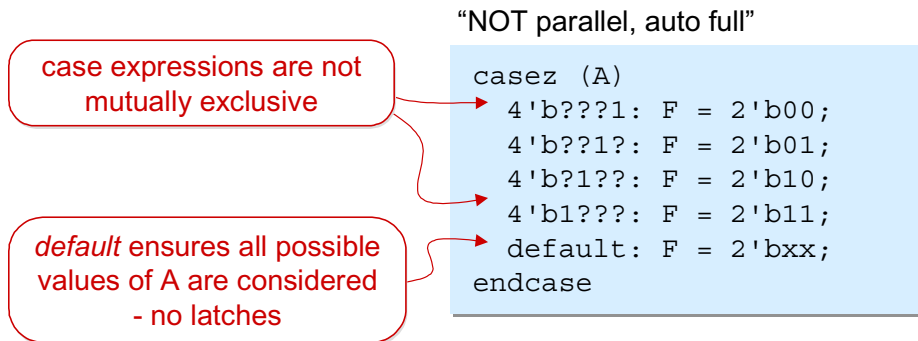 “NOT parallel, auto full”
case expressions are not
mutually exclusive
casez (A)
4'b???1: F = 2'b00;
4'b??1?: F = 2'b01;
4'b?1??: F = 2'b10;
4'b1???: F = 2'b11;
default: F = 2'bxx;
endcase
default ensures all possible
values of A are considered
- no latches